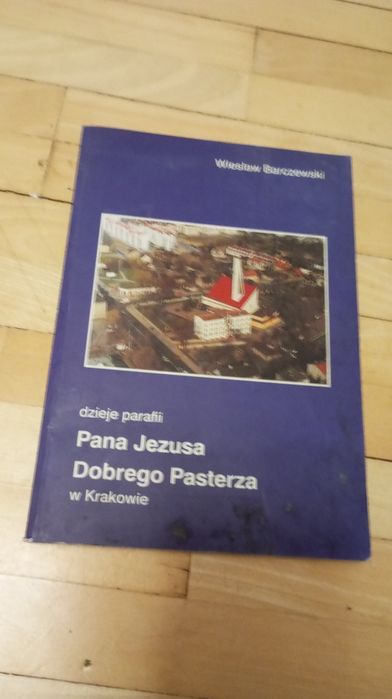 Wiesław Barczewski
dzieje parafii
Pana Jezusa
Dobrego Pasterza
w Krakowie